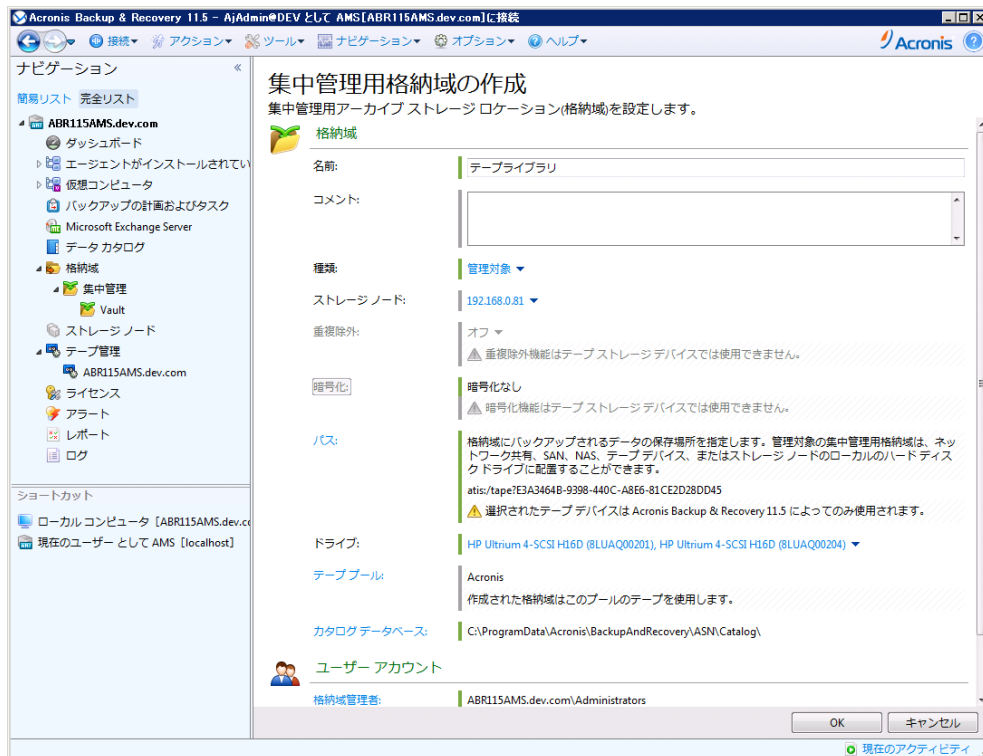 Acronis Backup & Recovery 11.5 - AjAdmin@DEV として AMS[ABR115AMS.dev.com]に接続
接続 アクション ツール ナビゲーション オプション ヘルプ Acronis
ナビゲーション
簡易リスト 完全リスト
ABR115AMS.dev.com
ダッシュボード
エージェントがインストールされてい
仮想コンピュータ
バックアップの計画およびタスク
Microsoft Exchange Server
データ カタログ
格納域
集中管理
Vault
ストレージ ノード
テープ管理
ABR115AMS.dev.com
ライセンス
アラート
レポート
ログ
ショートカット
ローカル コンピュータ [ABR115AMS.dev.co
現在のユーザー として AMS [localhost]
集中管理用格納域の作成
集中管理用アーカイブ ストレージ ロケーション(格納域)を設定します。
格納域
名前: テープライブラリ
コメント:
種類: 管理対象
ストレージ ノード: 192.168.0.81
重複除外: オフ
重複除外機能はテープ ストレージ デバイスでは使用できません。
暗号化: 暗号化なし
暗号化機能はテープ ストレージ デバイスでは使用できません。
パス: 格納域にバックアップされるデータの保存場所を指定します。管理対象の集中管理用格納域は、ネッ
トワーク共有、SAN、NAS、テープ デバイス、またはストレージ ノードのローカルのハード ディス
ク ドライブに配置することができます。
atis:/tape?E3A3464B-9398-440C-A8E6-81CE2D28DD45
選択されたテープ デバイスは Acronis Backup & Recovery 11.5 によってのみ使用されます。
ドライブ: HP Ultrium 4-SCSI H16D (8LUAQ00201), HP Ultrium 4-SCSI H16D (8LUAQ00204)
テープ プール: Acronis
作成された格納域はこのプールのテープを使用します。
カタログ データベース: C:\ProgramData\Acronis\BackupAndRecovery\ASN\Catalog\
ユーザー アカウント
格納域管理者: ABR115AMS.dev.com\Administrators
OK キャンセル
現在のアクティビティ